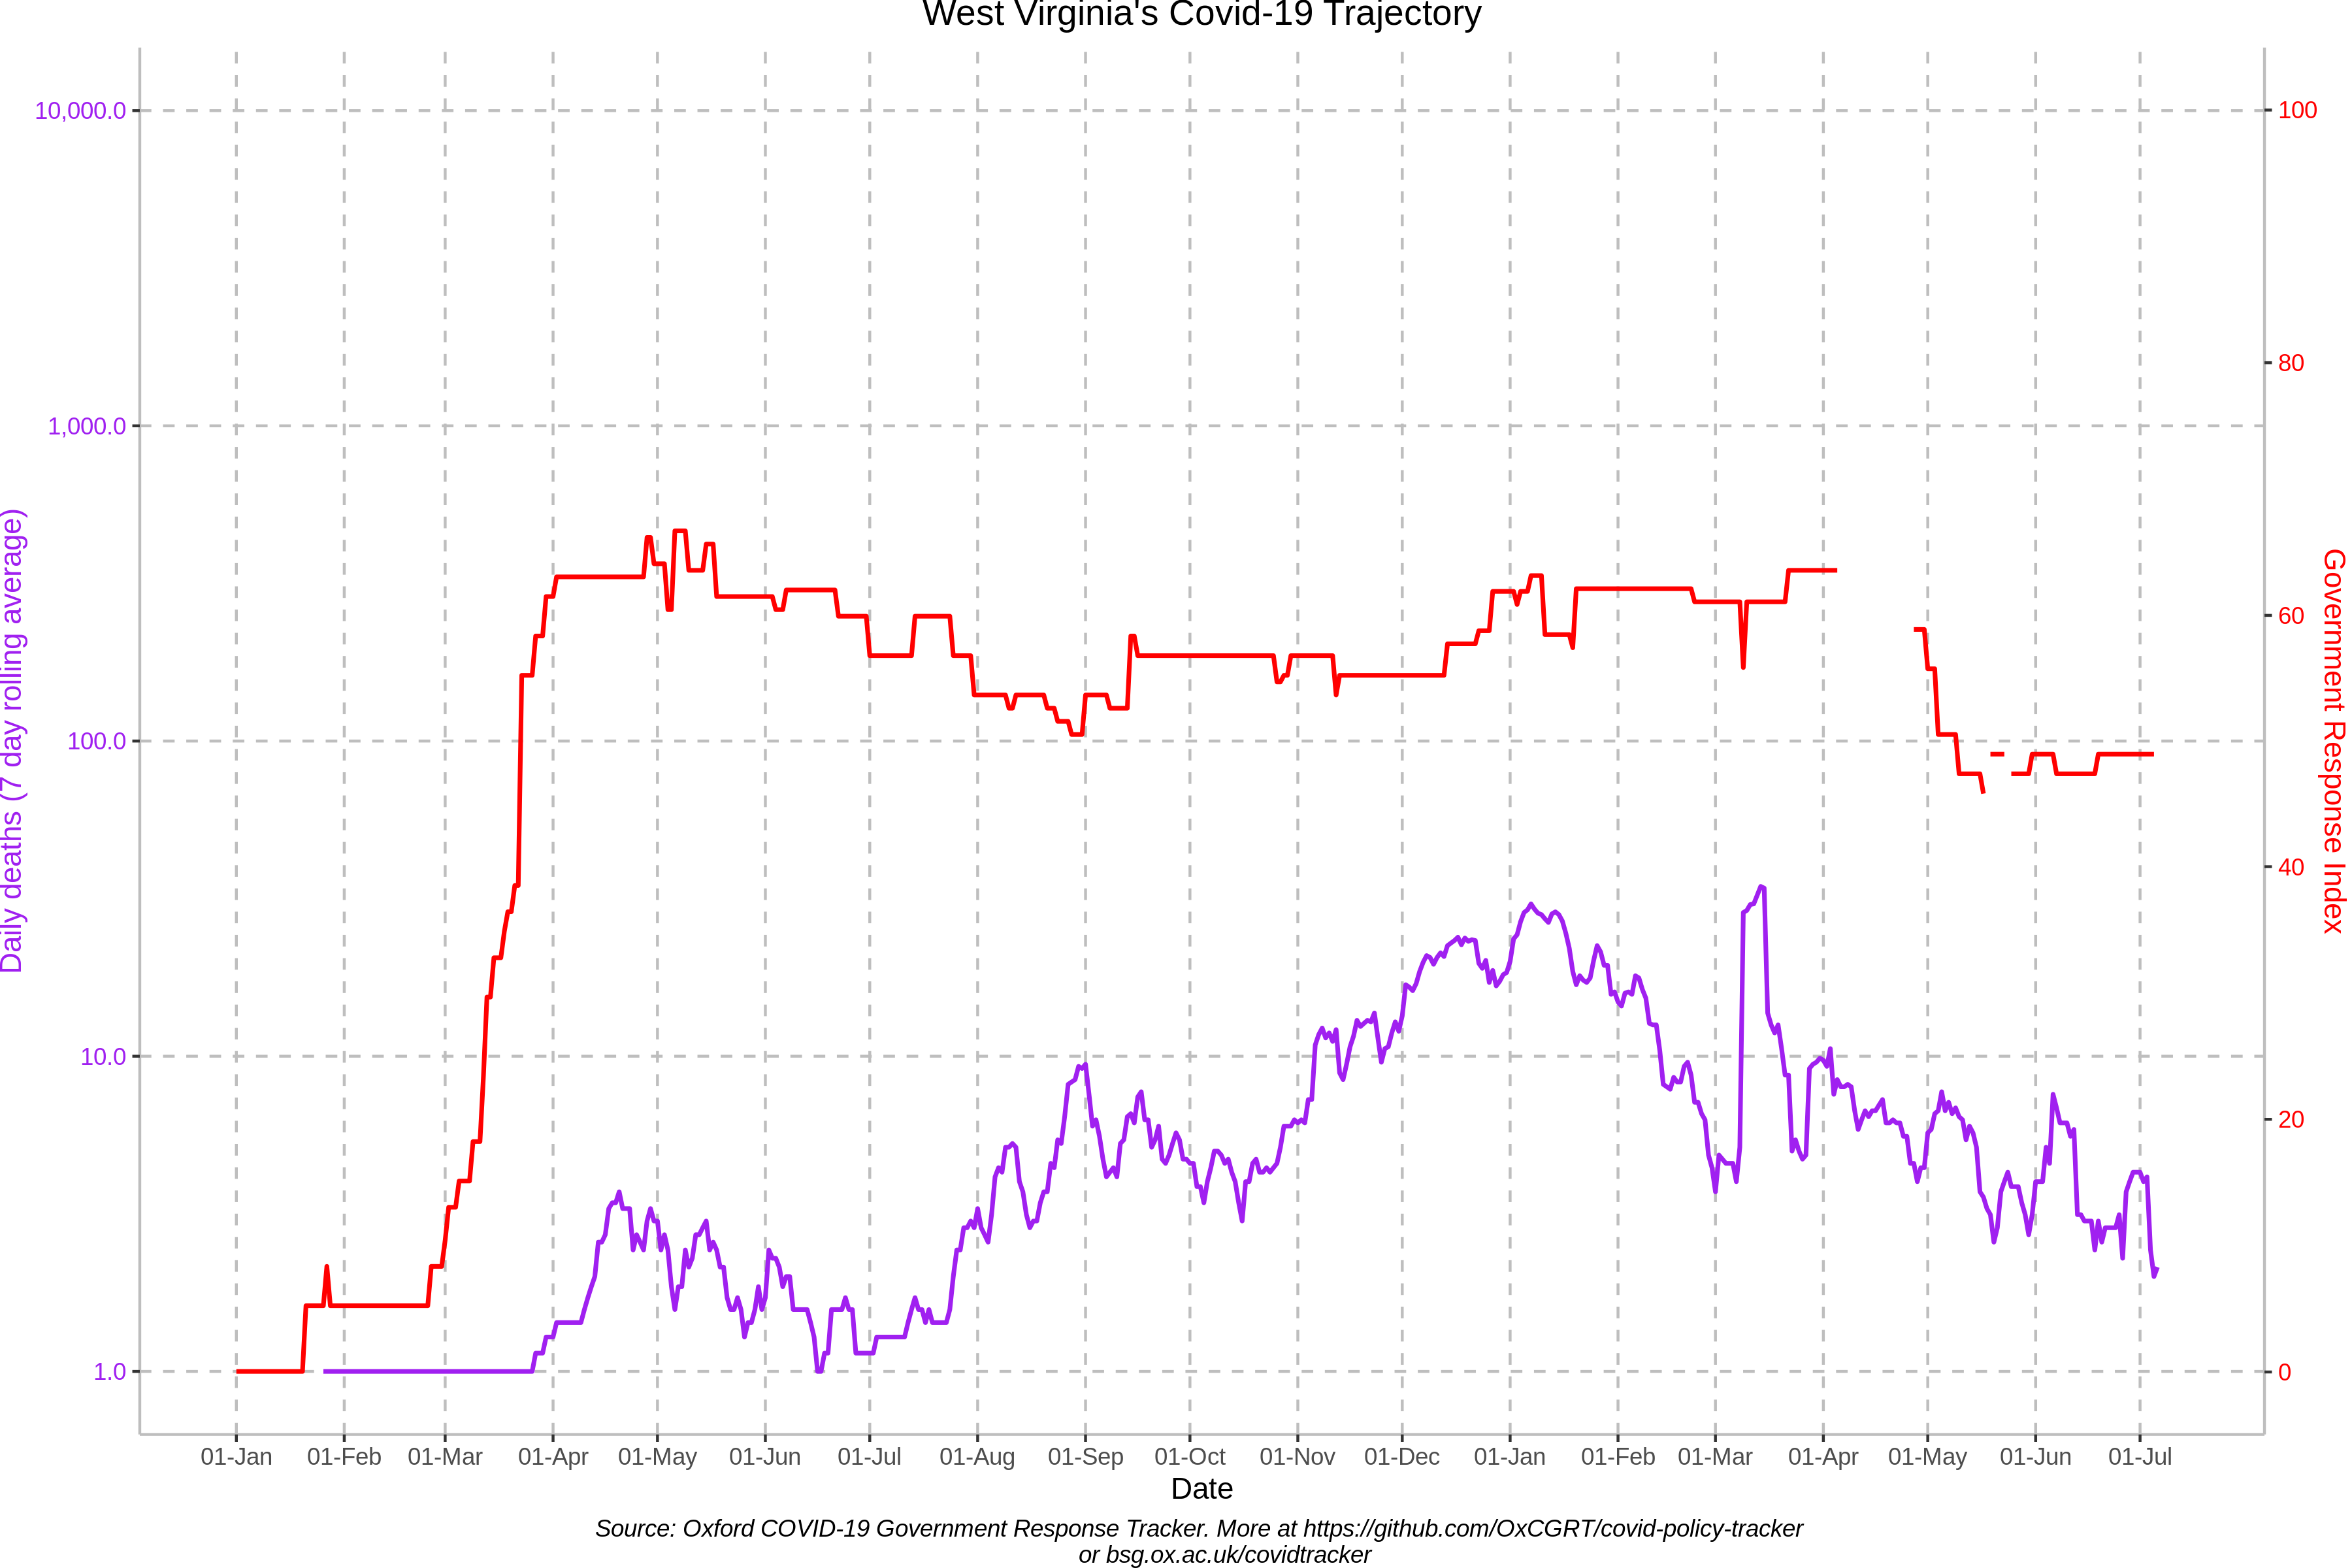 West Virginia's Covid-19 Trajectory
10,000.0
1,000.0
100.0
10.0
1.0
Daily deaths (7 day rolling average)
100
80
60
40
20
0
Government Response Index
01-Jan 01-Feb 01-Mar 01-Apr 01-May 01-Jun 01-Jul 01-Aug 01-Sep 01-Oct 01-Nov 01-Dec 01-Jan 01-Feb 01-Mar 01-Apr 01-May 01-Jun 01-Jul
Date
Source: Oxford COVID-19 Government Response Tracker. More at https://github.com/OxCGRT/covid-policy-tracker
or bsg.ox.ac.uk/covidtracker